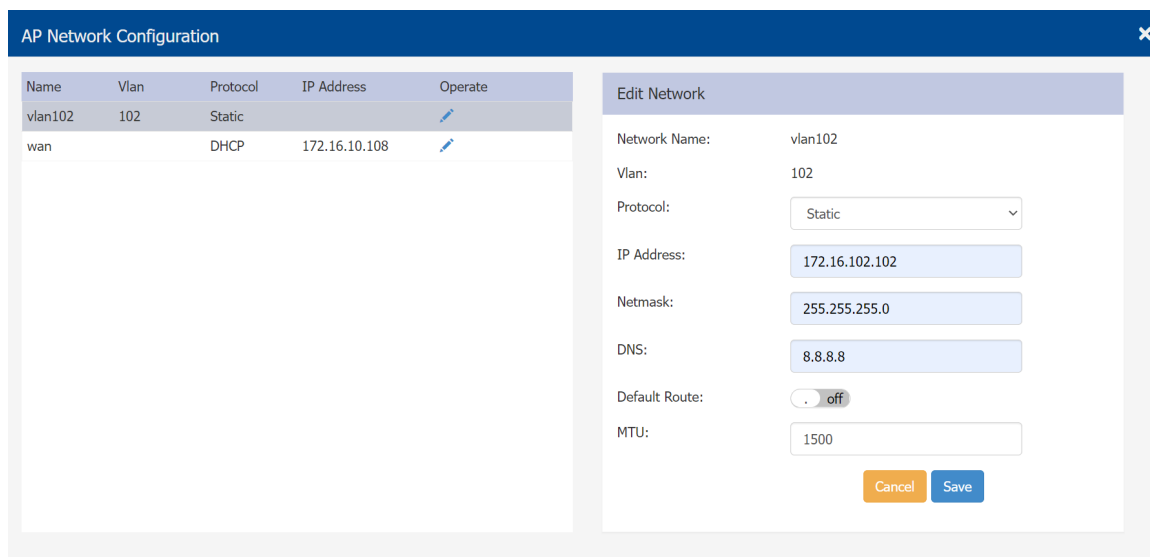 AP Network Configuration
Name Vlan Protocol IP Address Operate
vlan102 102 Static
wan DHCP 172.16.10.108
Edit Network
Network Name: vlan102
Vlan: 102
Protocol: Static
IP Address: 172.16.102.102
Netmask: 255.255.255.0
DNS: 8.8.8.8
Default Route: . off
MTU: 1500
Cancel Save